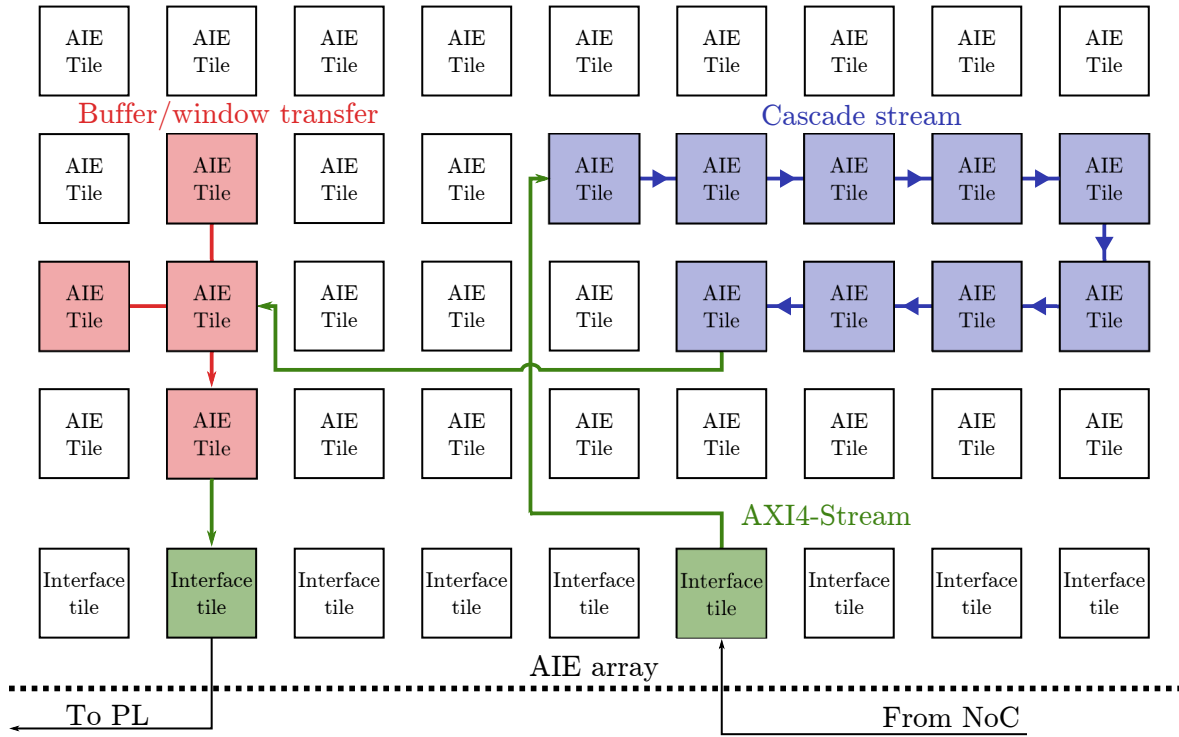 AIE AIE AIE AIE AIE AIE AIE AIE AIE
Tile Tile Tile Tile Tile Tile Tile Tile Tile
Buffer/window transfer
Cascade stream
AIE AIE AIE AIE AIE AIE AIE AIE AIE
Tile Tile Tile Tile Tile Tile Tile Tile Tile
AIE AIE AIE AIE AIE AIE AIE AIE AIE
Tile Tile Tile Tile Tile Tile Tile Tile Tile
AIE AIE AIE AIE AIE AIE AIE AIE AIE
Tile Tile Tile Tile Tile Tile Tile Tile Tile
AXI4-Stream
Interface Interface Interface Interface Interface Interface Interface Interface Interface
tile tile tile tile tile tile tile tile tile
AIE array
To PL
From NoC